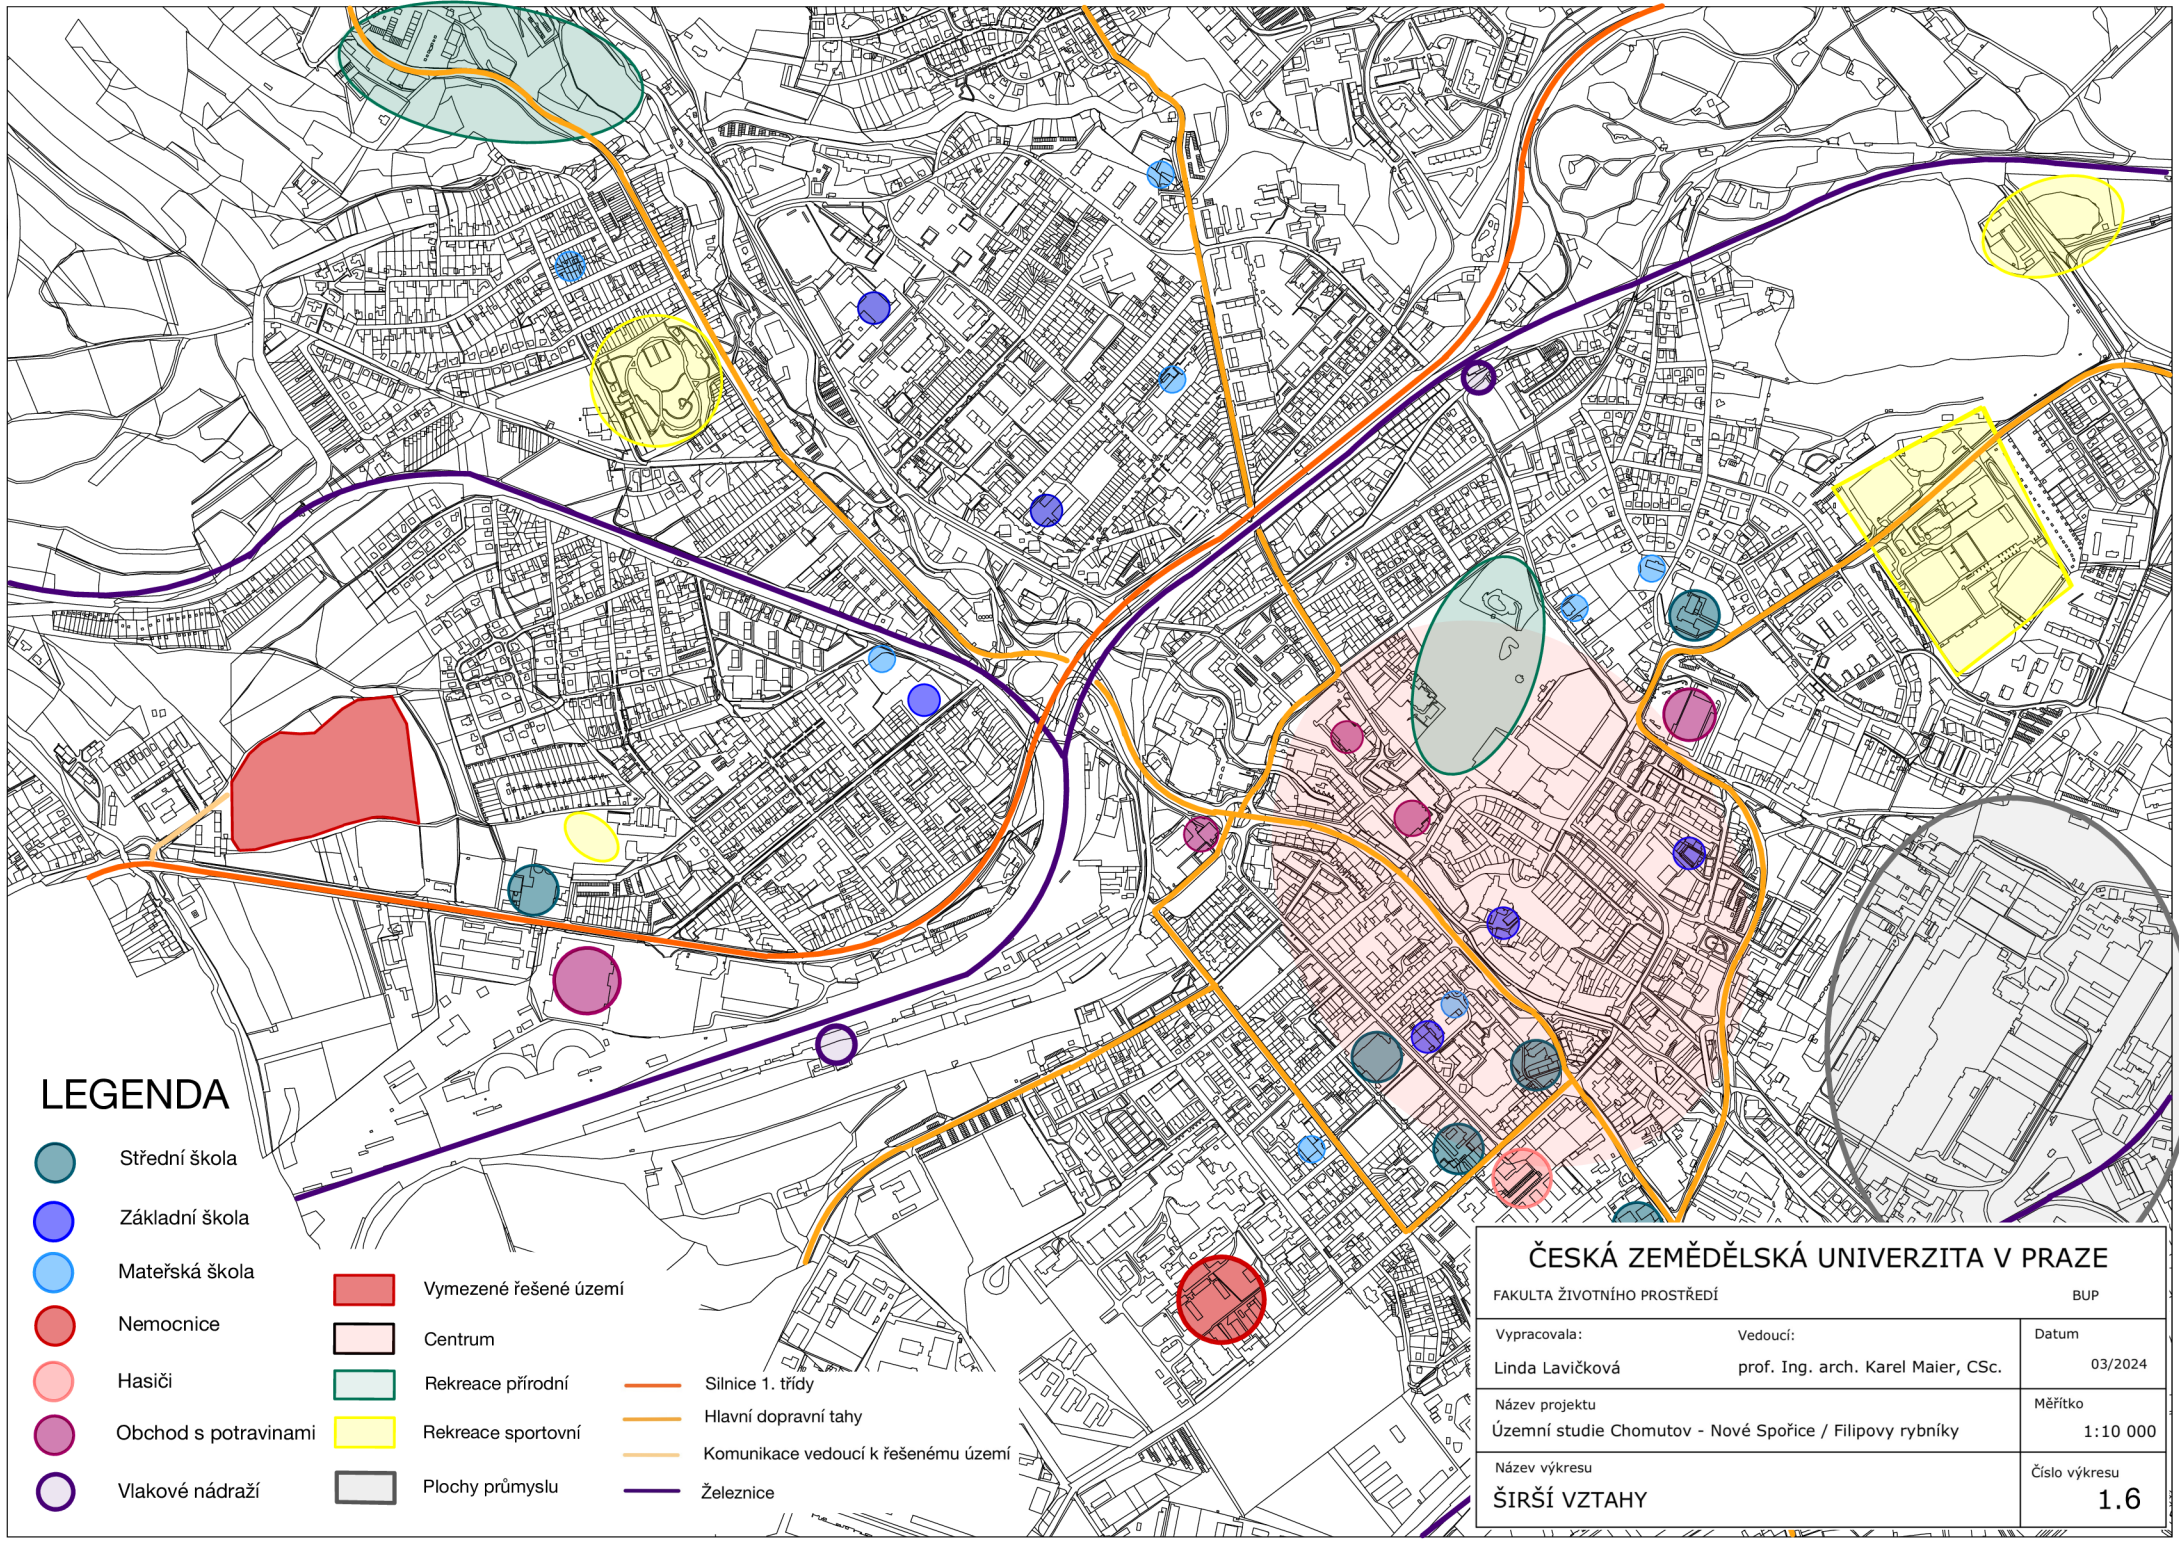 LEGENDA
Střední škola
Základní škola
Mateřská škola
Nemocnice
Hasiči
Obchod s potravinami
Vlakové nádraží
Vymezené řešené území
Centrum
Rekreace přírodní
Rekreace sportovní
Plochy průmyslu
Silnice 1. třídy
Hlavní dopravní tahy
Komunikace vedoucí k řešenému území
Železnice
ČESKÁ ZEMĚDĚLSKÁ UNIVERZITA V PRAZE
FAKULTA ŽIVOTNÍHO PROSTŘEDÍ BUP
Vypracovala: Vedoucí: Datum
Linda Lavičková prof. Ing. arch. Karel Maier, CSc. 03/2024
Název projektu Měřítko
Územní studie Chomutov - Nové Spořice / Filipovy rybníky 1:10 000
Název výkresu Číslo výkresu
ŠIRŠÍ VZTAHY 1.6